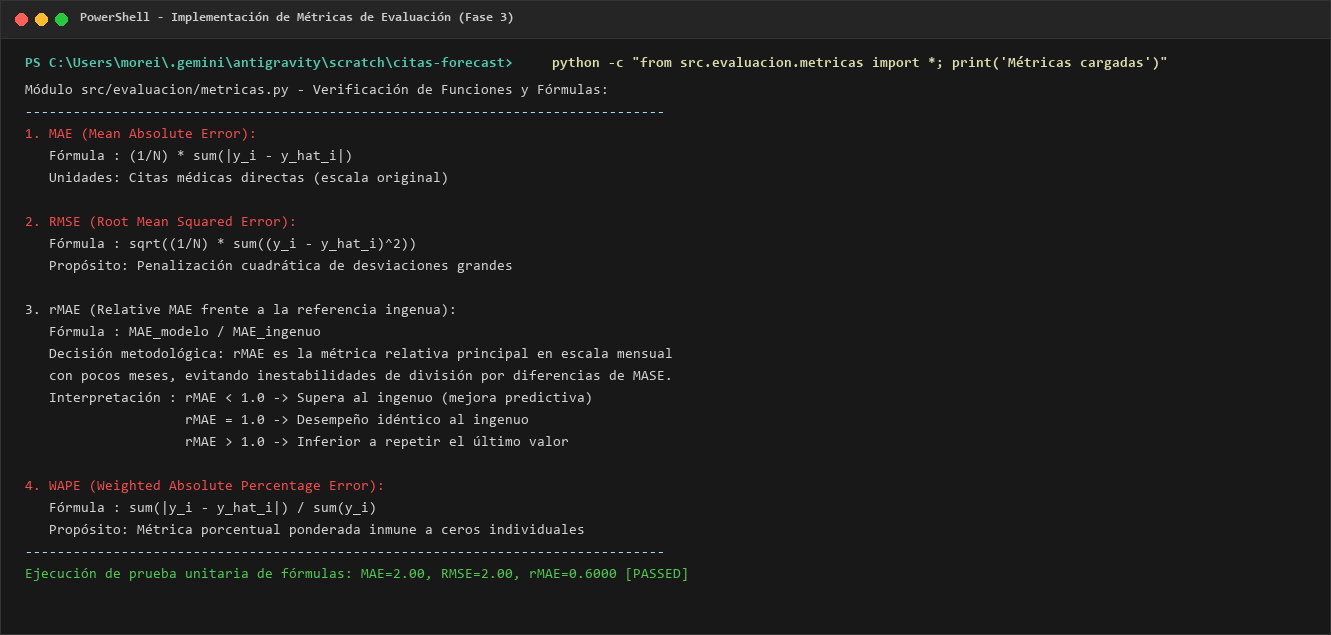 PowerShell - Implementación de Métricas de Evaluación (Fase 3)
PS C:\Users\morei\.gemini\antigravity\scratch\citas-forecast> python -c "from src.evaluacion.metricas import *; print('Métricas cargadas')"
Módulo src/evaluacion/metricas.py - Verificación de Funciones y Fórmulas:
--------------------------------------------------------------------------------
1. MAE (Mean Absolute Error):
Fórmula : (1/N) * sum(|y_i - y_hat_i|)
Unidades: Citas médicas directas (escala original)
2. RMSE (Root Mean Squared Error):
Fórmula : sqrt((1/N) * sum((y_i - y_hat_i)^2))
Propósito: Penalización cuadrática de desviaciones grandes
3. rMAE (Relative MAE frente a la referencia ingenua):
Fórmula : MAE_modelo / MAE_ingenuo
Decisión metodológica: rMAE es la métrica relativa principal en escala mensual
con pocos meses, evitando inestabilidades de división por diferencias de MASE.
Interpretación : rMAE < 1.0 -> Supera al ingenuo (mejora predictiva)
rMAE = 1.0 -> Desempeño idéntico al ingenuo
rMAE > 1.0 -> Inferior a repetir el último valor
4. WAPE (Weighted Absolute Percentage Error):
Fórmula : sum(|y_i - y_hat_i|) / sum(y_i)
Propósito: Métrica porcentual ponderada inmune a ceros individuales
--------------------------------------------------------------------------------
Ejecución de prueba unitaria de fórmulas: MAE=2.00, RMSE=2.00, rMAE=0.6000 [PASSED]